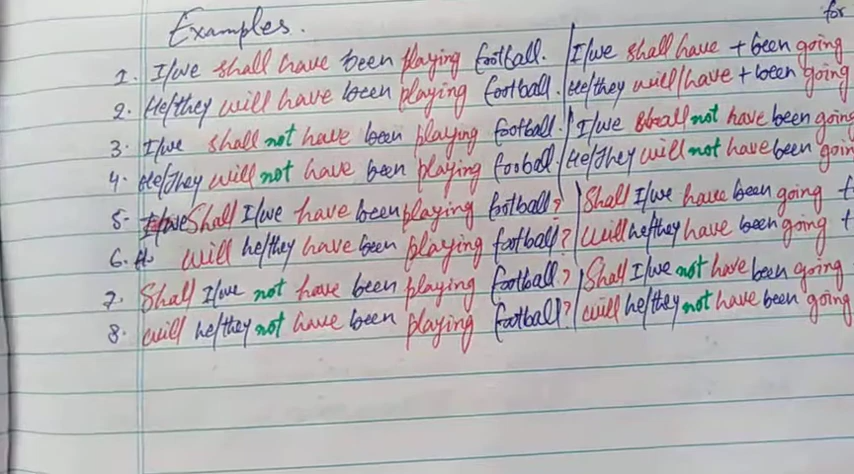 for
Examples.
1. I/we shall have been playing football. | I/we shall have + been going
2. He/they will have been playing football. | He/they will/have + been going
3. I/we shall not have been playing football. | I/we shall not have been going
4. He/They will not have been playing fooball. | He/They will not have been goin
5. Shall I/we have been playing football? | Shall I/we have been going f
6. will he/they have been playing football? | will he/they have been going t
7. Shall I/we not have been playing football? | Shall I/we not have been going
8. will he/they not have been playing football? | will he/they not have been going